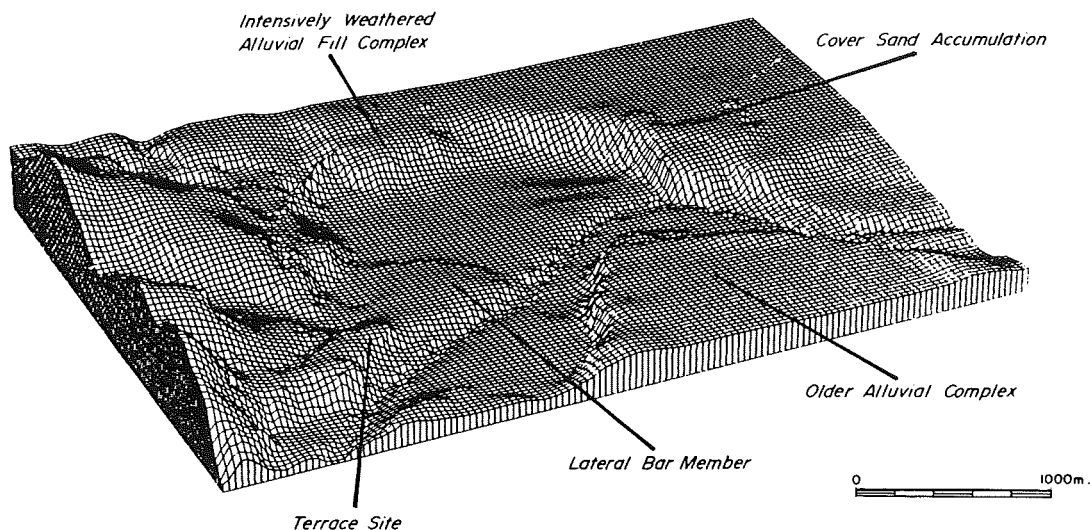 Intensively Weathered
Alluvial Fill Complex
Cover Sand Accumulation
Older Alluvial Complex
Lateral Bar Member
Terrace Site
0 1000m.